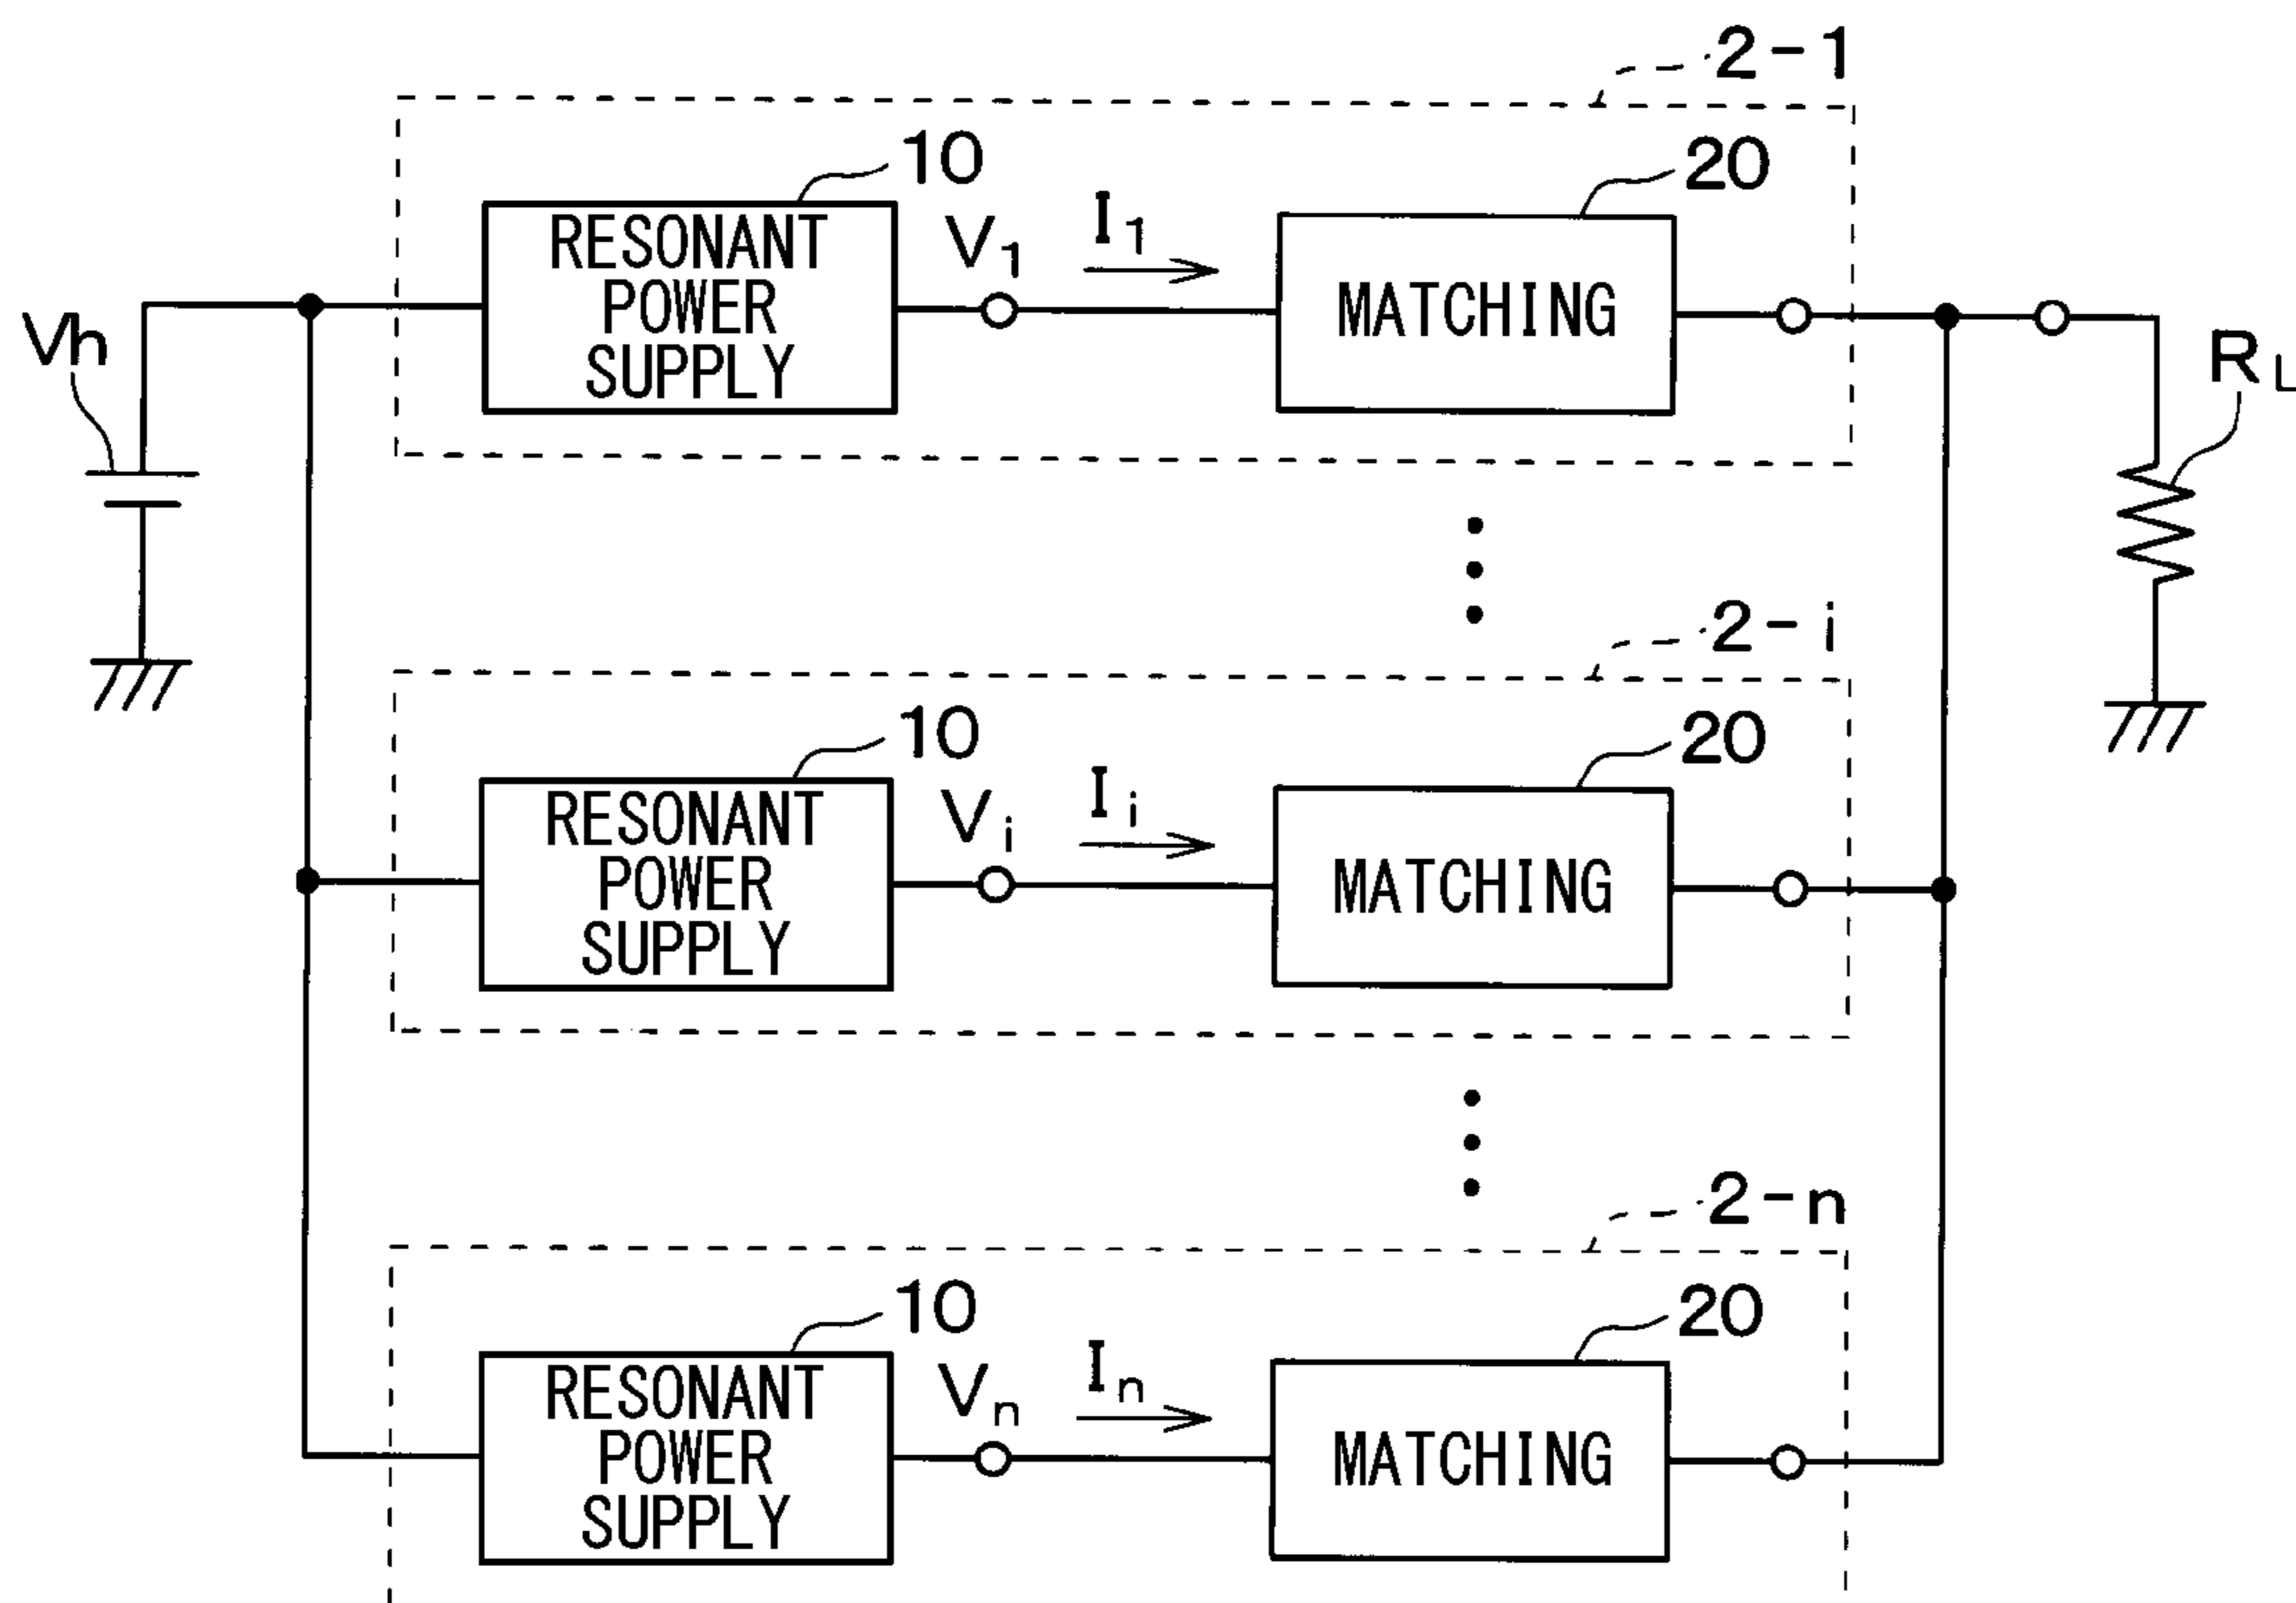 2-1
10
20
Vh
RESONANT
POWER
SUPPLY
V1
I1
MATCHING
RL
2-i
10
20
RESONANT
POWER
SUPPLY
Vi
Ii
MATCHING
2-n
10
20
RESONANT
POWER
SUPPLY
Vn
In
MATCHING